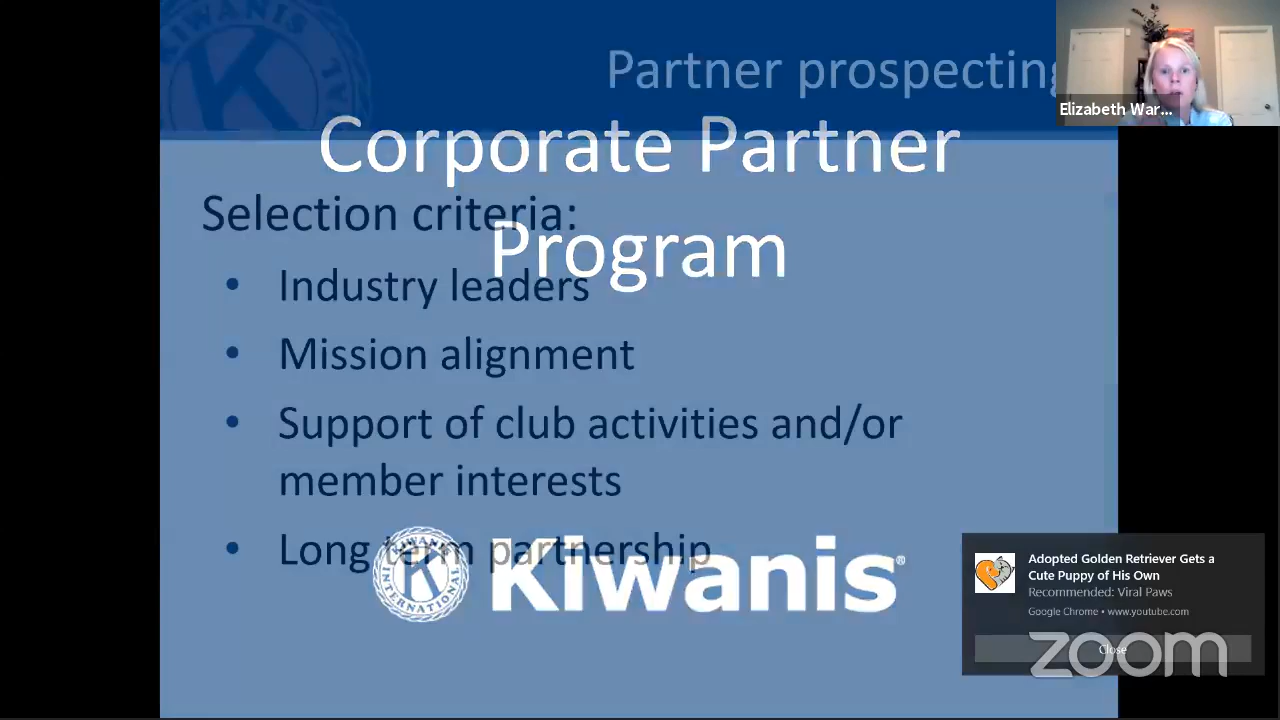 Partner prospecting
Elizabeth War...
Corporate Partner
Program
Selection criteria:
• Industry leaders
• Mission alignment
• Support of club activities and/or
member interests
• Long term partnership
KIWANIS
INTERNATIONAL
K
Kiwanis®
Adopted Golden Retriever Gets a
Cute Puppy of His Own
Recommended: Viral Paws
Google Chrome • www.youtube.com
Close
zoom